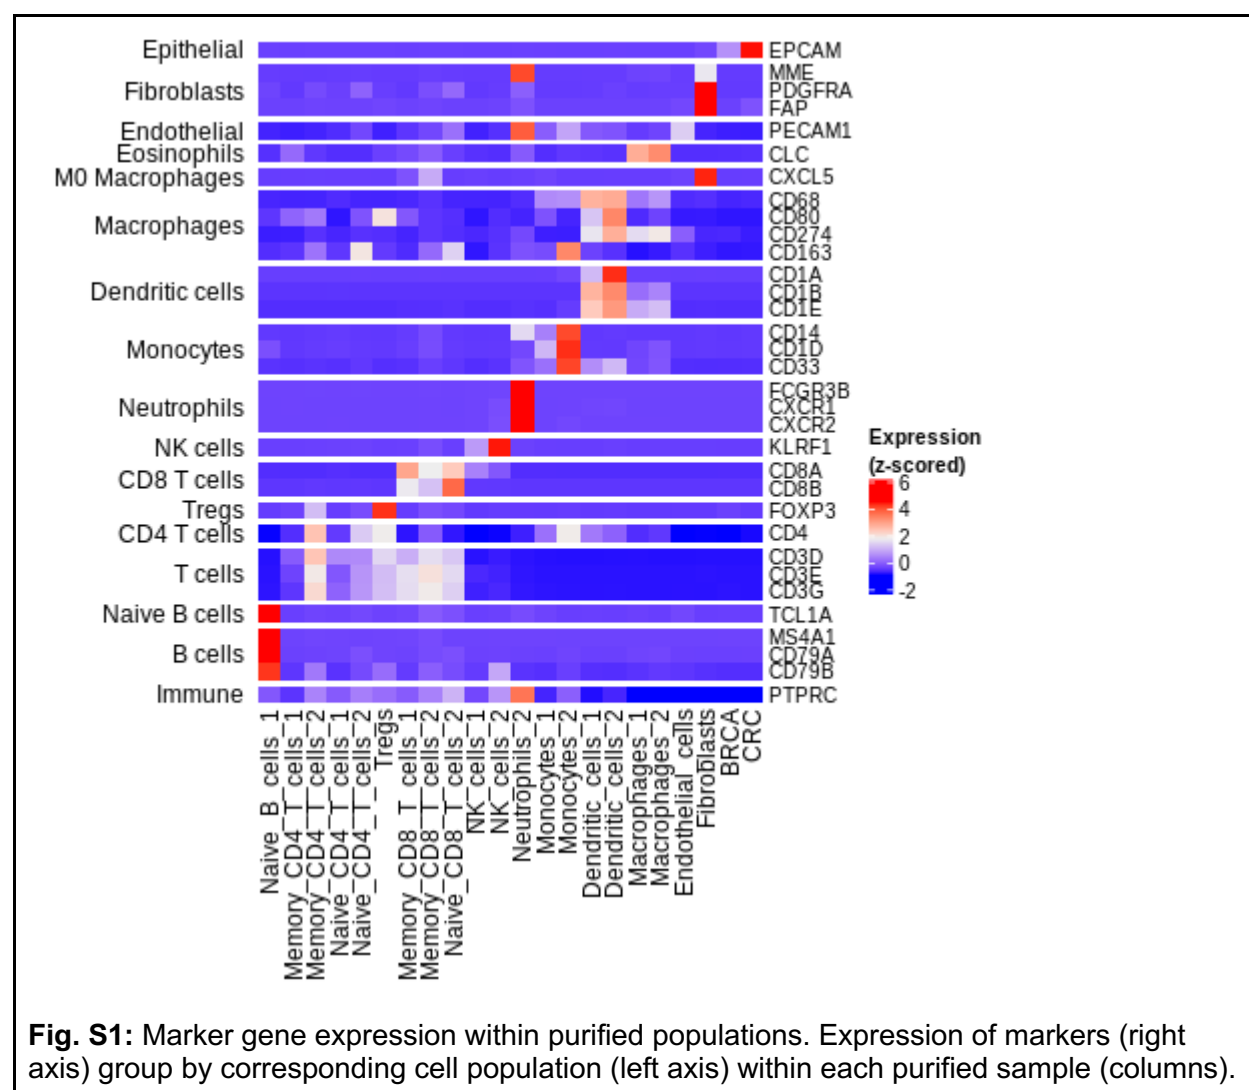 Epithelial EPCAM
MME
Fibroblasts PDGFRA
FAP
Endothelial PECAM1
Eosinophils CLC
M0 Macrophages CXCL5
CD68
CD80
Macrophages CD274
CD163
CD1A
Dendritic cells CD1B
CD1E
CD14
Monocytes CD1D
CD33
FCGR3B
Neutrophils CXCR1
CXCR2
NK cells KLRF1
CD8 T cells CD8A
CD8B
Tregs FOXP3
CD4 T cells CD4
CD3D
T cells CD3E
CD3G
Naive B cells TCL1A
MS4A1
B cells CD79A
CD79B
Immune PTPRC
Expression
(z-scored)
6
4
2
0
-2
Naive_B_cells_1
Memory_CD4_T_cells_1
Memory_CD4_T_cells_2
Naive_CD4_T_cells_1
Naive_CD4_T_cells_2
Tregs
Memory_CD8_T_cells_1
Memory_CD8_T_cells_2
Naive_CD8_T_cells_2
NK_cells_1
NK_cells_2
Neutrophils_2
Monocytes_1
Monocytes_2
Dendritic_cells_1
Dendritic_cells_2
Macrophages_1
Macrophages_2
Endothelial_cells
Fibroblasts
BRCA
CRC
Fig. S1: Marker gene expression within purified populations. Expression of markers (right
axis) group by corresponding cell population (left axis) within each purified sample (columns).